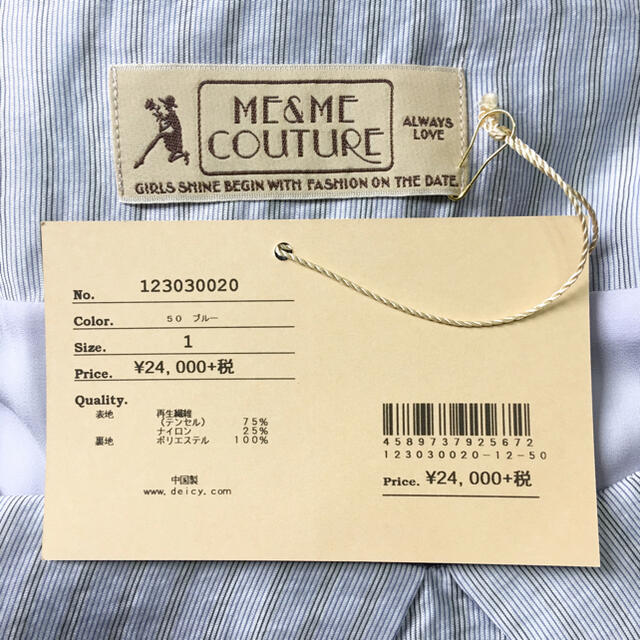 ME&ME
COUTURE
ALWAYS
LOVE
GIRLS SHINE BEGIN WITH FASHION ON THE DATE.
No. 123030020
Color. 50 ブルー
Size. 1
Price. ¥24,000+税
Quality.
表地 再生繊維
(テンセル) 75%
ナイロン 25%
裏地 ポリエステル 100%
中国製
www.deicy.com
4589737925672
123030020-12-50
Price. ¥24,000+税